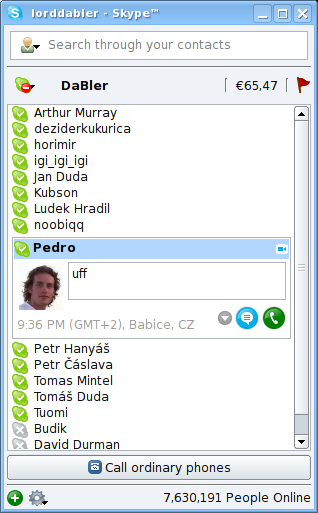 lorddabler - Skype™
Search through your contacts
DaBler €65,47
Arthur Murray
deziderkukurica
horimir
igi_igi_igi
Jan Duda
Kubson
Ludek Hradil
noobiqq
Pedro
uff
9:36 PM (GMT+2), Babice, CZ
Petr Hanyáš
Petr Čáslava
Tomas Mintel
Tomáš Duda
Tuomi
Budik
David Durman
Call ordinary phones
7,630,191 People Online